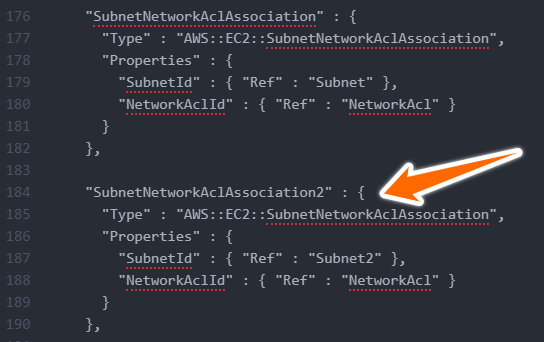 176 "SubnetNetworkAclAssociation" : {
177 "Type" : "AWS::EC2::SubnetNetworkAclAssociation",
178 "Properties" : {
179 "SubnetId" : { "Ref" : "Subnet" },
180 "NetworkAclId" : { "Ref" : "NetworkAcl" }
181 }
182 },
183
184 "SubnetNetworkAclAssociation2" : {
185 "Type" : "AWS::EC2::SubnetNetworkAclAssociation",
186 "Properties" : {
187 "SubnetId" : { "Ref" : "Subnet2" },
188 "NetworkAclId" : { "Ref" : "NetworkAcl" }
189 }
190 },